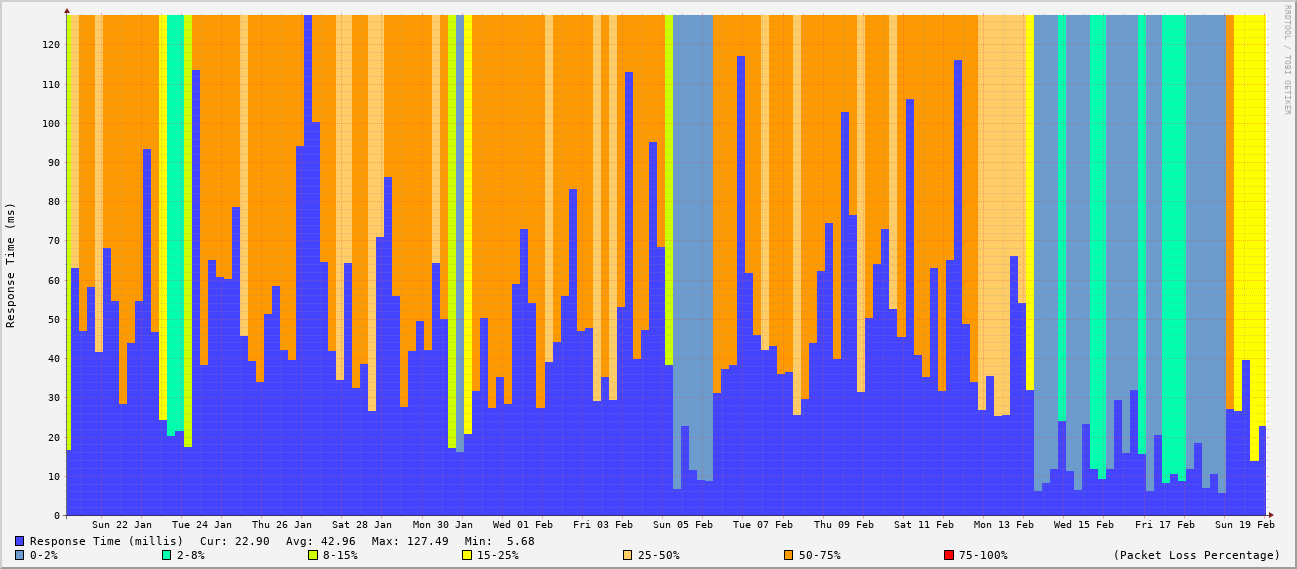 RRDTOOL / TOBI OETIKER
Response Time (ms)
120
110
100
90
80
70
60
50
40
30
20
10
0
Sun 22 Jan Tue 24 Jan Thu 26 Jan Sat 28 Jan Mon 30 Jan Wed 01 Feb Fri 03 Feb Sun 05 Feb Tue 07 Feb Thu 09 Feb Sat 11 Feb Mon 13 Feb Wed 15 Feb Fri 17 Feb Sun 19 Feb
Response Time (millis) Cur: 22.90 Avg: 42.96 Max: 127.49 Min: 5.68
0-2% 2-8% 8-15% 15-25% 25-50% 50-75% 75-100% (Packet Loss Percentage)